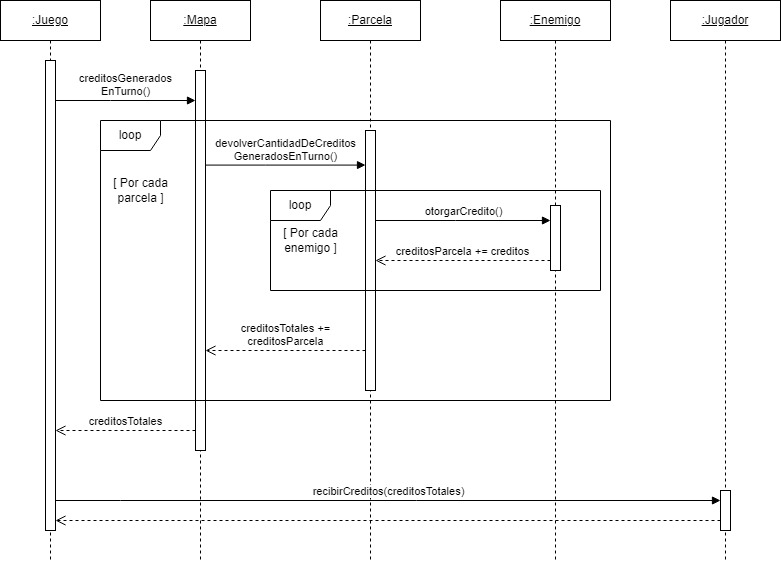 :Juego
:Mapa
:Parcela
:Enemigo
:Jugador
creditosGenerados
EnTurno()
loop
devolverCantidadDeCreditos
GeneradosEnTurno()
[ Por cada
parcela ]
loop
otorgarCredito()
[ Por cada
enemigo ]
creditosParcela += creditos
creditosTotales +=
creditosParcela
creditosTotales
recibirCreditos(creditosTotales)